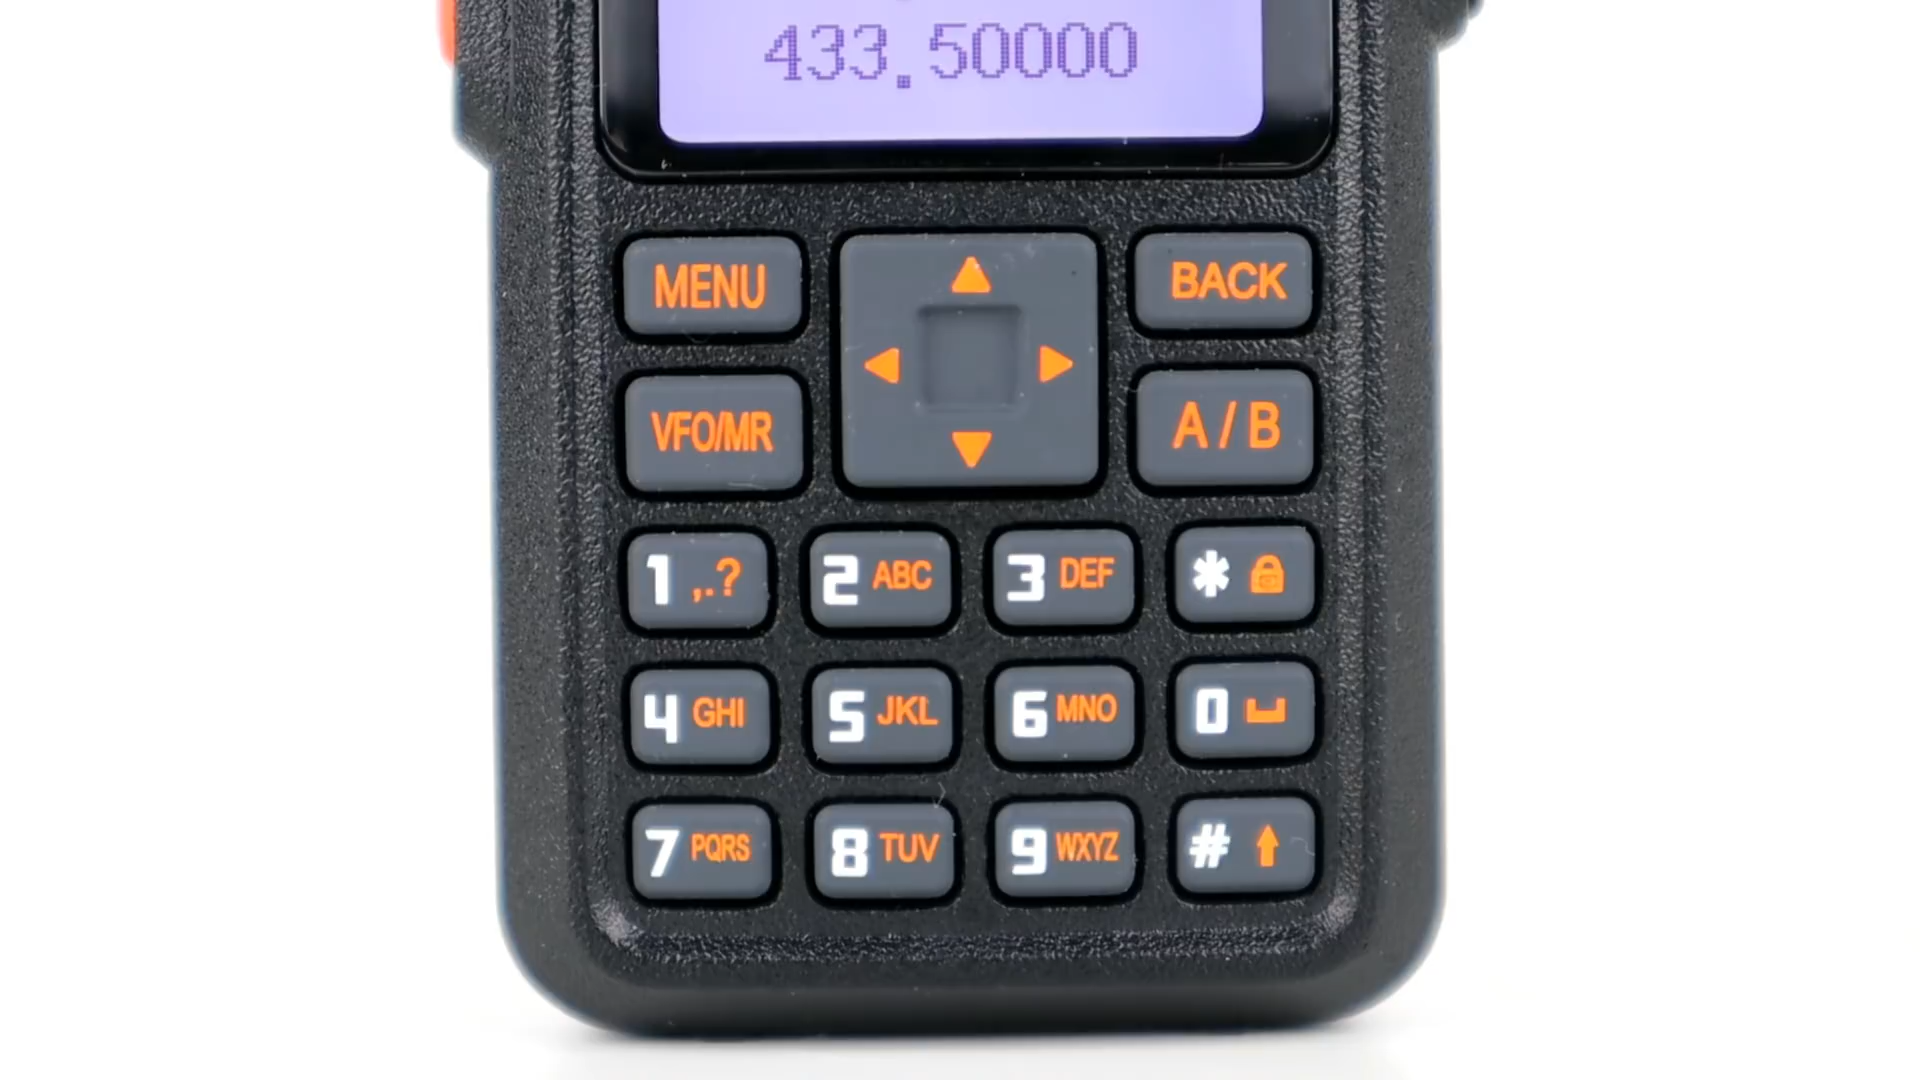 433.50000
MENU
BACK
VFO/MR
A / B
1 ,.?
2 ABC
3 DEF
*
4 GHI
5 JKL
6 MNO
0
7 PQRS
8 TUV
9 WXYZ
#